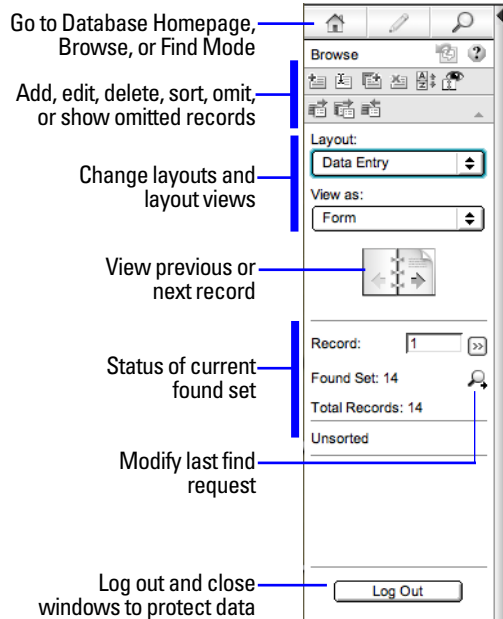 Go to Database Homepage,
Browse, or Find Mode
Browse
Add, edit, delete, sort, omit,
or show omitted records
Layout:
Data Entry
Change layouts and
layout views
View as:
Form
View previous or
next record
Record: 1
Status of current
found set
Found Set: 14
Total Records: 14
Unsorted
Modify last find
request
Log out and close
windows to protect data
Log Out